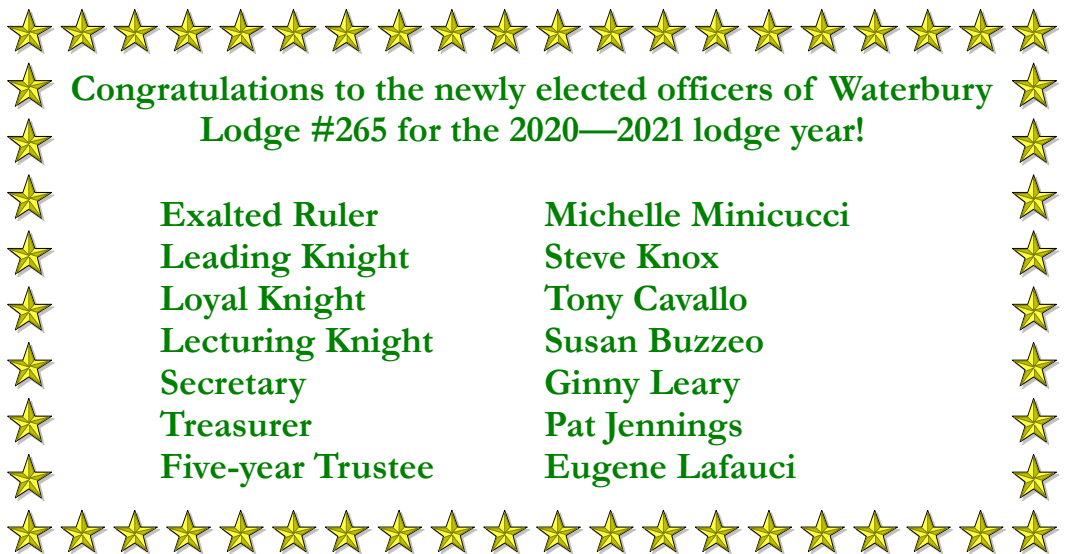 Congratulations to the newly elected officers of Waterbury
Lodge #265 for the 2020—2021 lodge year!
Exalted Ruler Michelle Minicucci
Leading Knight Steve Knox
Loyal Knight Tony Cavallo
Lecturing Knight Susan Buzzeo
Secretary Ginny Leary
Treasurer Pat Jennings
Five-year Trustee Eugene Lafauci